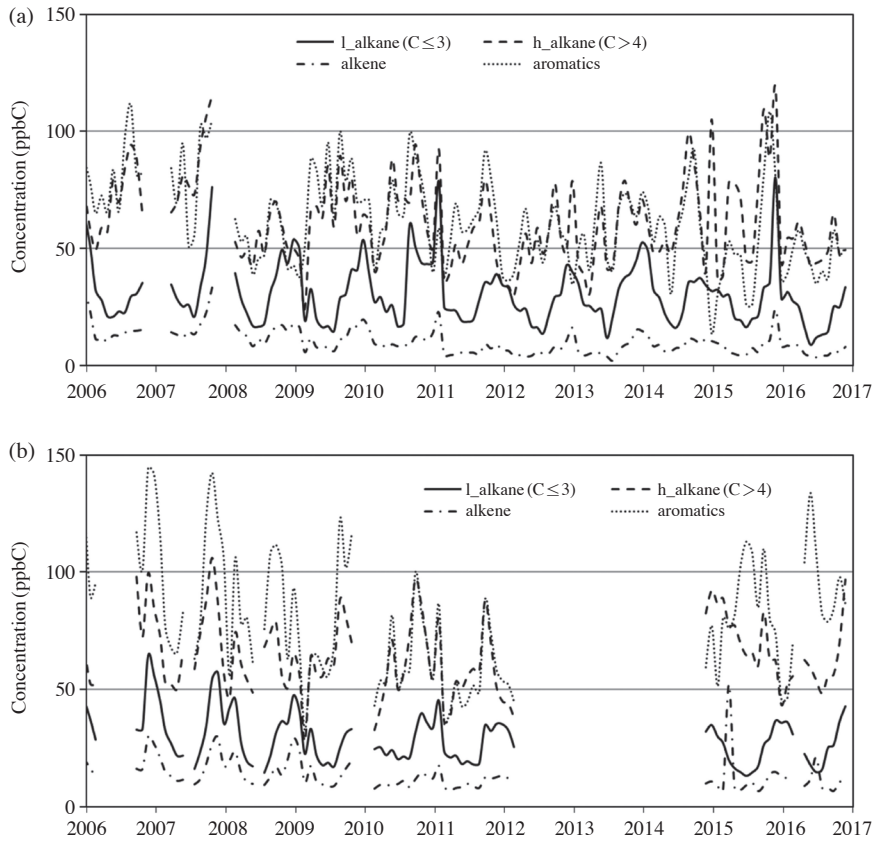 (a)
150
100
50
0
Concentration (ppbC)
l_alkane (C≤3)
h_alkane (C>4)
alkene
aromatics
2006 2007 2008 2009 2010 2011 2012 2013 2014 2015 2016 2017
(b)
150
100
50
0
Concentration (ppbC)
l_alkane (C≤3)
h_alkane (C>4)
alkene
aromatics
2006 2007 2008 2009 2010 2011 2012 2013 2014 2015 2016 2017